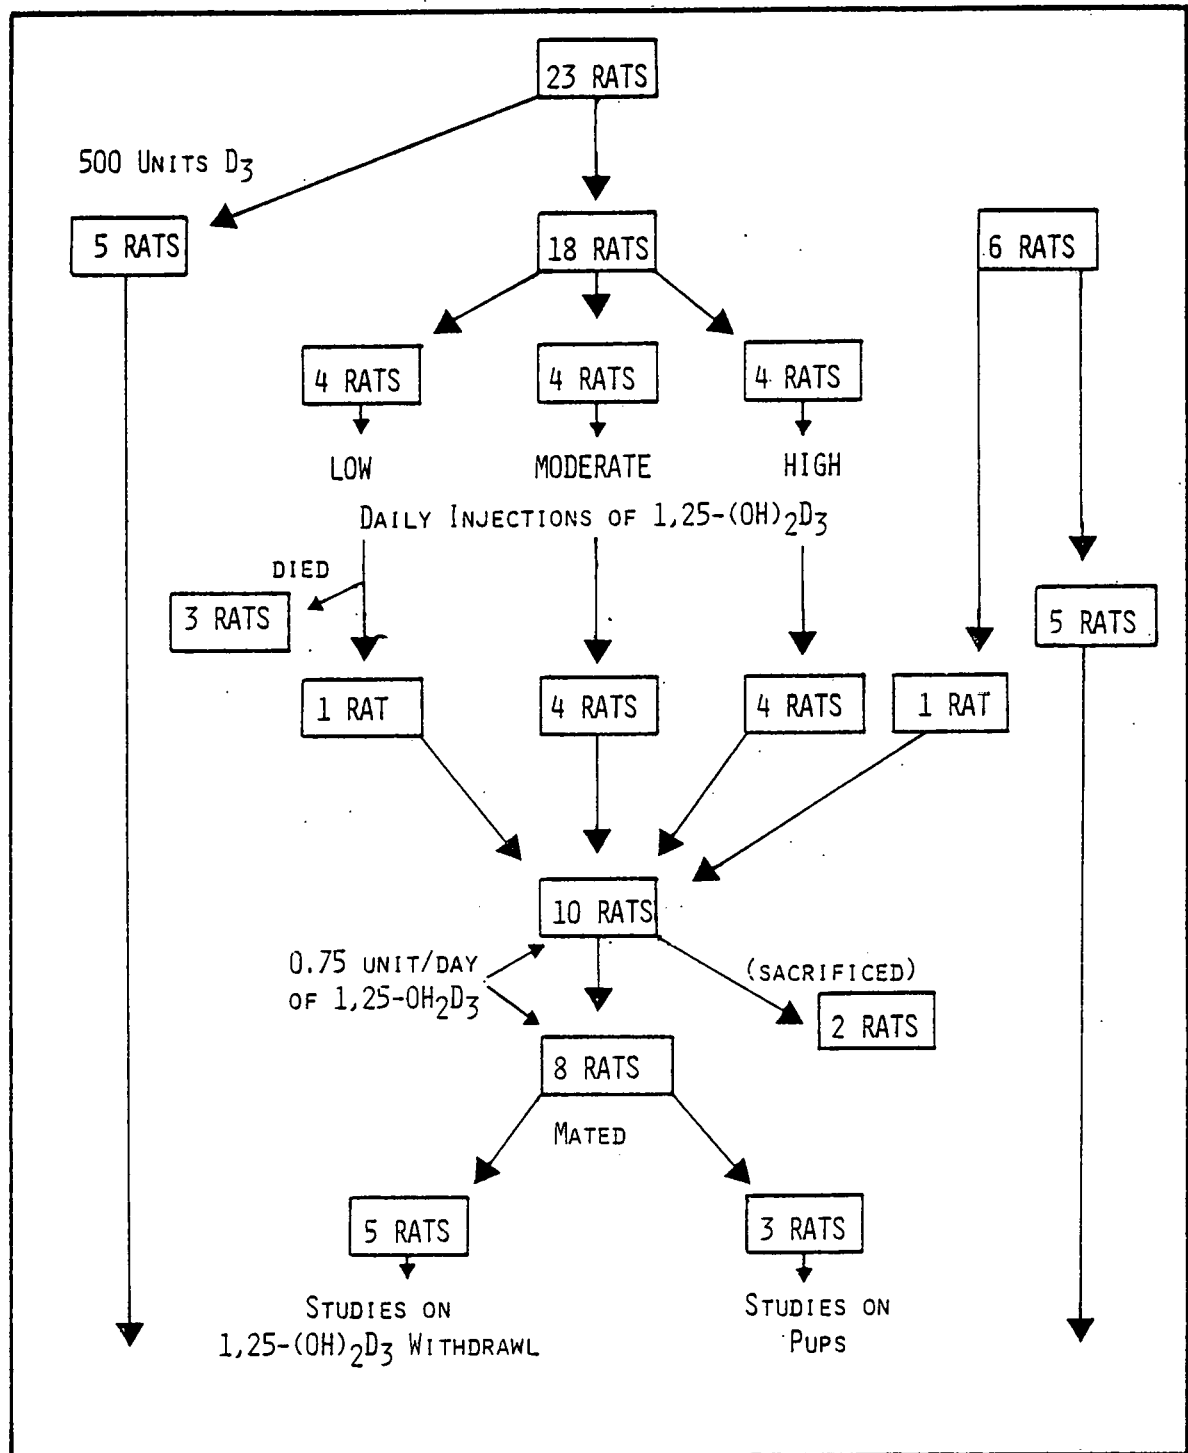 23 RATS
500 UNITS D3
5 RATS
18 RATS
6 RATS
4 RATS
4 RATS
4 RATS
LOW
MODERATE
HIGH
DAILY INJECTIONS OF 1,25-(OH)2D3
DIED
3 RATS
5 RATS
1 RAT
4 RATS
4 RATS
1 RAT
10 RATS
0.75 UNIT/DAY
OF 1,25-OH2D3
(SACRIFICED)
2 RATS
8 RATS
MATED
5 RATS
3 RATS
STUDIES ON
1,25-(OH)2D3 WITHDRAWL
STUDIES ON
PUPS